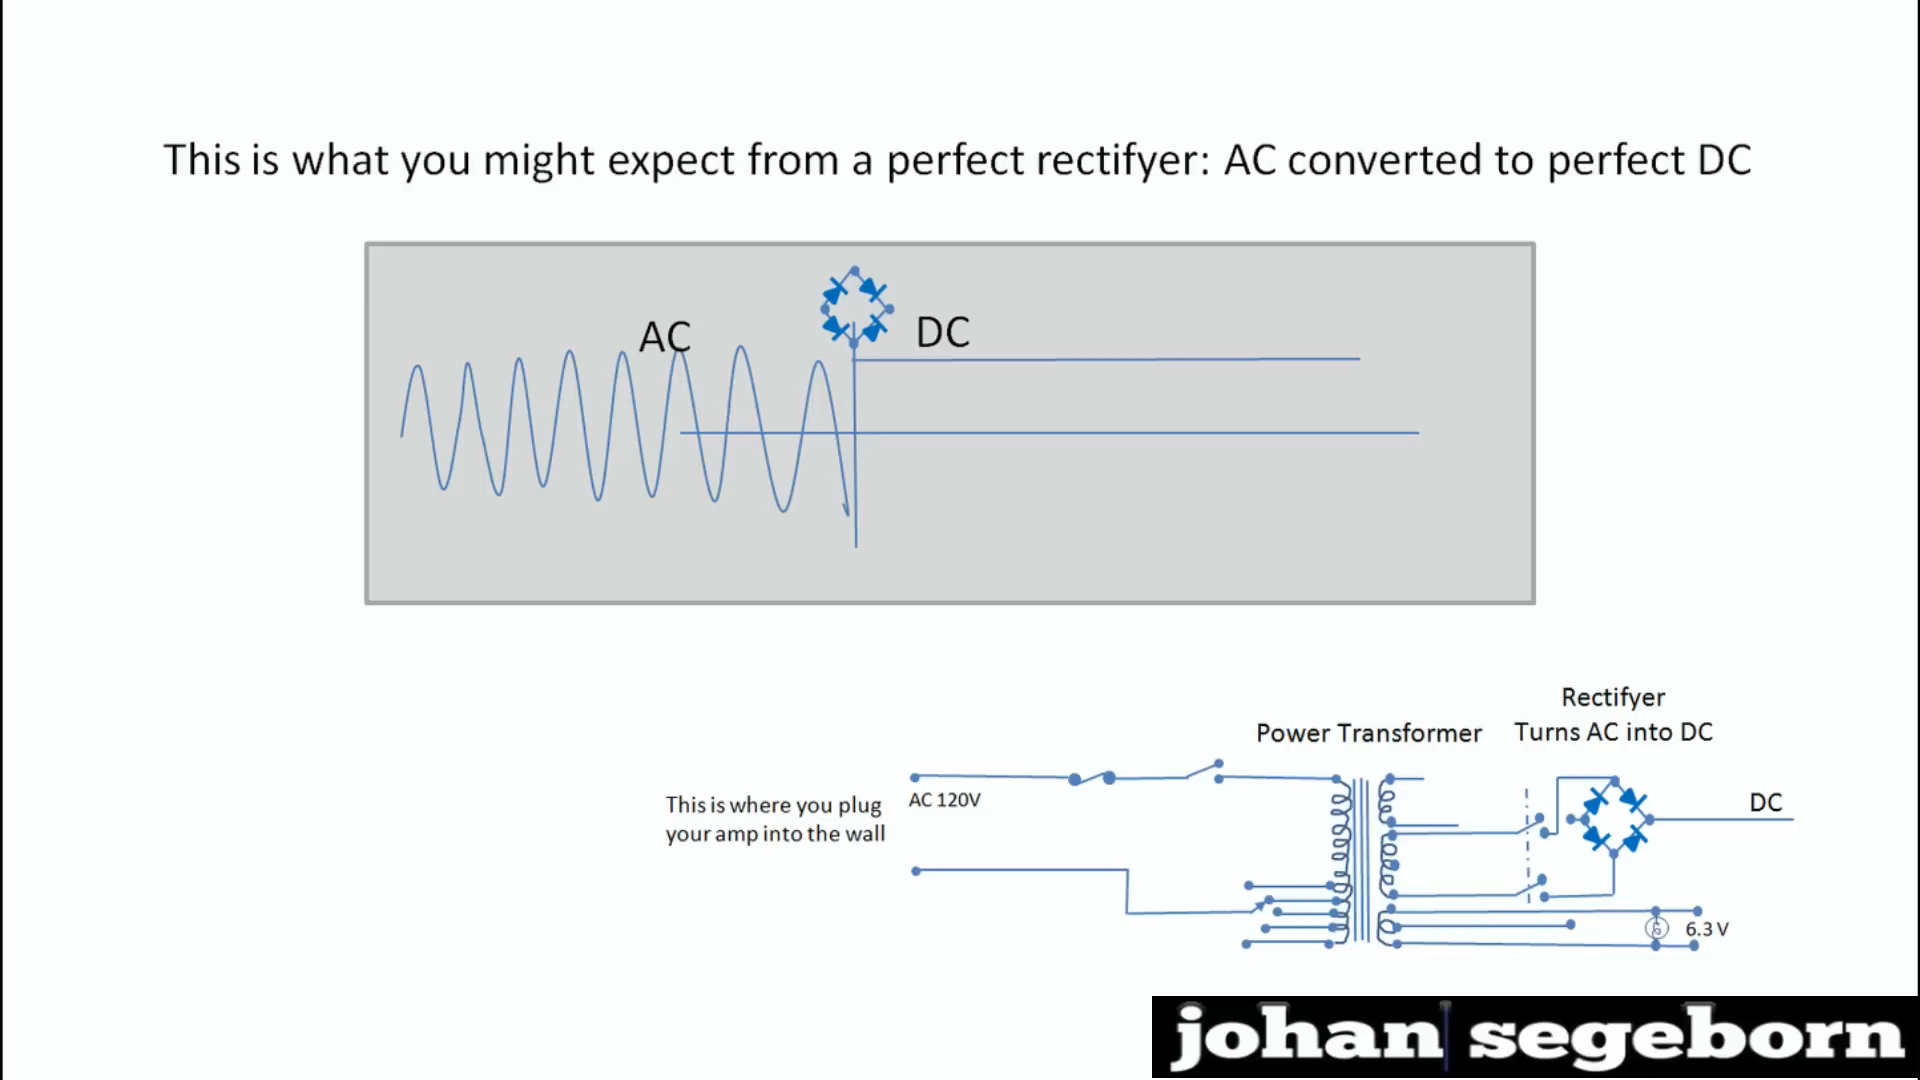 This is what you might expect from a perfect rectifyer: AC converted to perfect DC
AC
DC
Rectifyer
Turns AC into DC
Power Transformer
This is where you plug
your amp into the wall
AC 120V
DC
6.3 V
johan segeborn